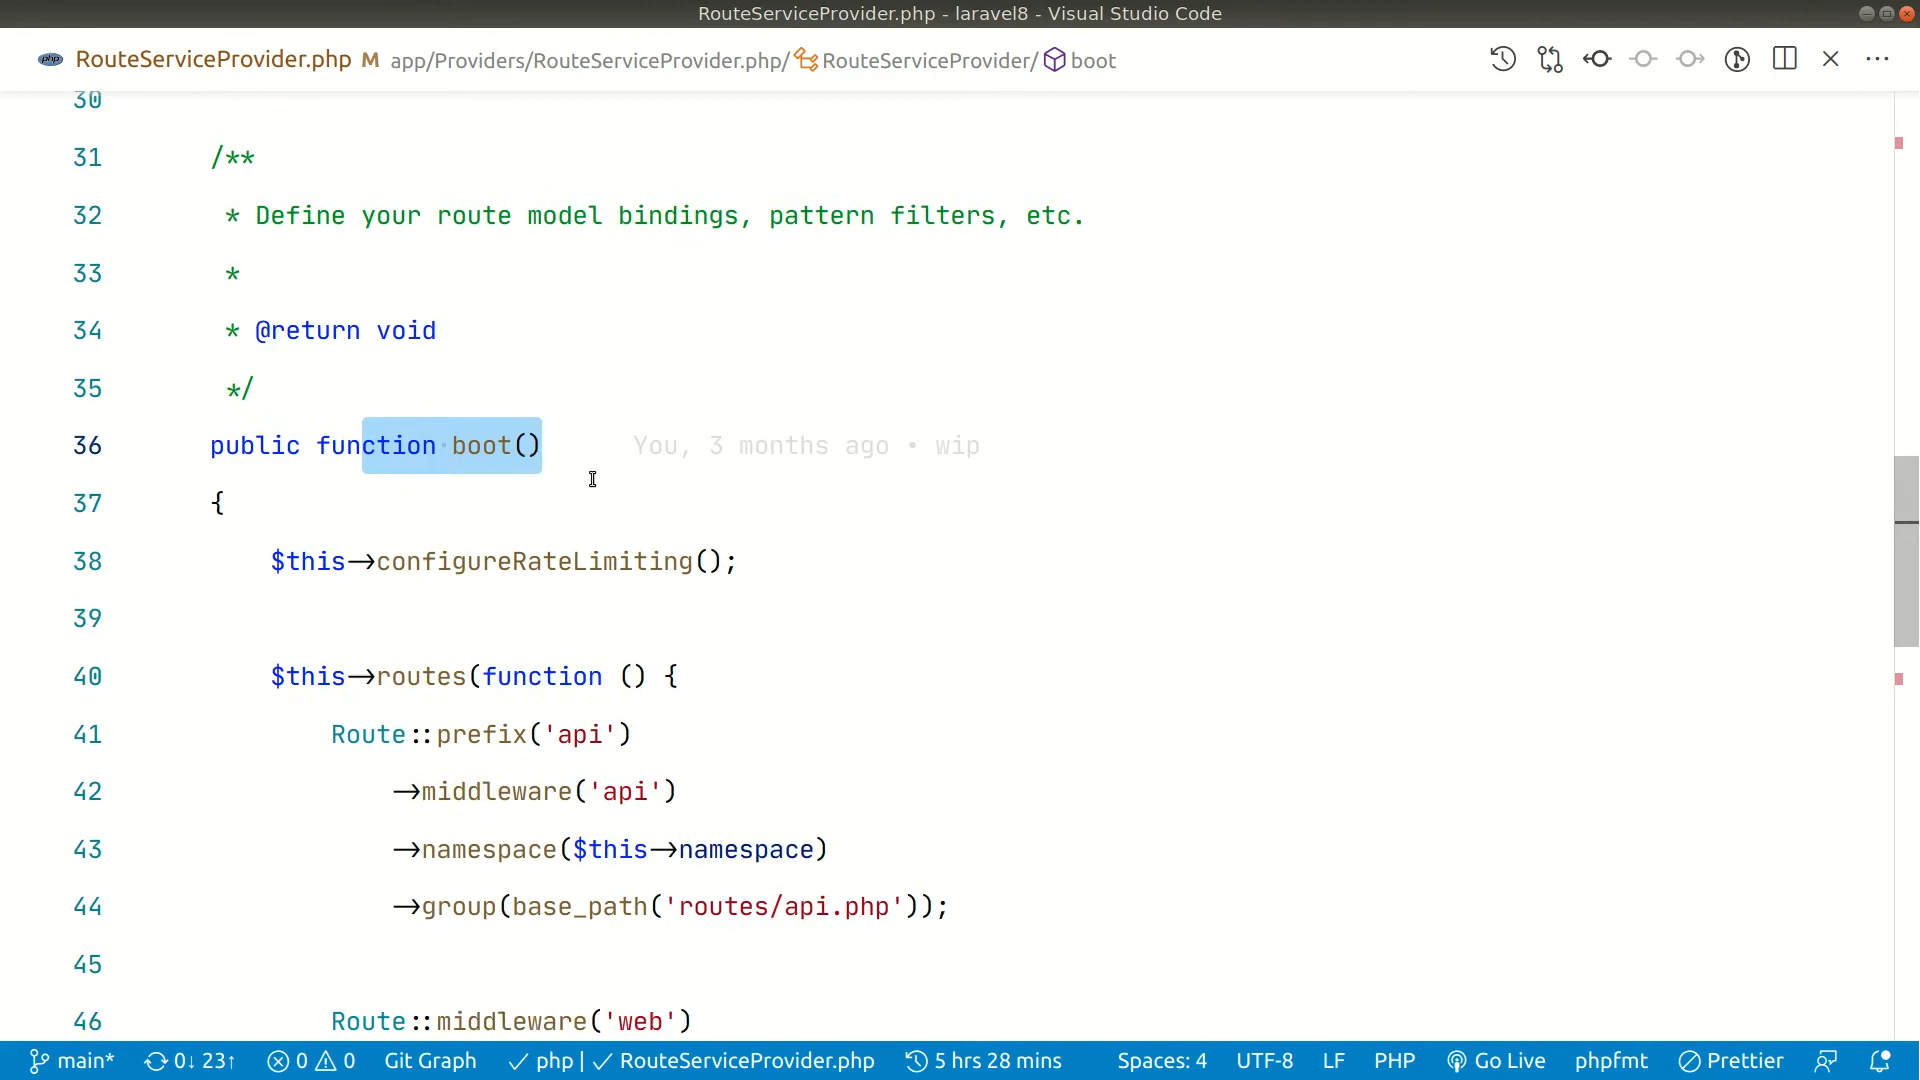 RouteServiceProvider.php - laravel8 - Visual Studio Code
php RouteServiceProvider.php M app/Providers/RouteServiceProvider.php/ RouteServiceProvider/ boot
30
31 /**
32 * Define your route model bindings, pattern filters, etc.
33 *
34 * @return void
35 */
36 public function boot() You, 3 months ago • wip
37 {
38 $this->configureRateLimiting();
39
40 $this->routes(function () {
41 Route::prefix('api')
42 ->middleware('api')
43 ->namespace($this->namespace)
44 ->group(base_path('routes/api.php'));
45
46 Route::middleware('web')
main* 0↓ 23↑ 0 0 Git Graph ✓ php | ✓ RouteServiceProvider.php 5 hrs 28 mins Spaces: 4 UTF-8 LF PHP Go Live phpfmt Prettier